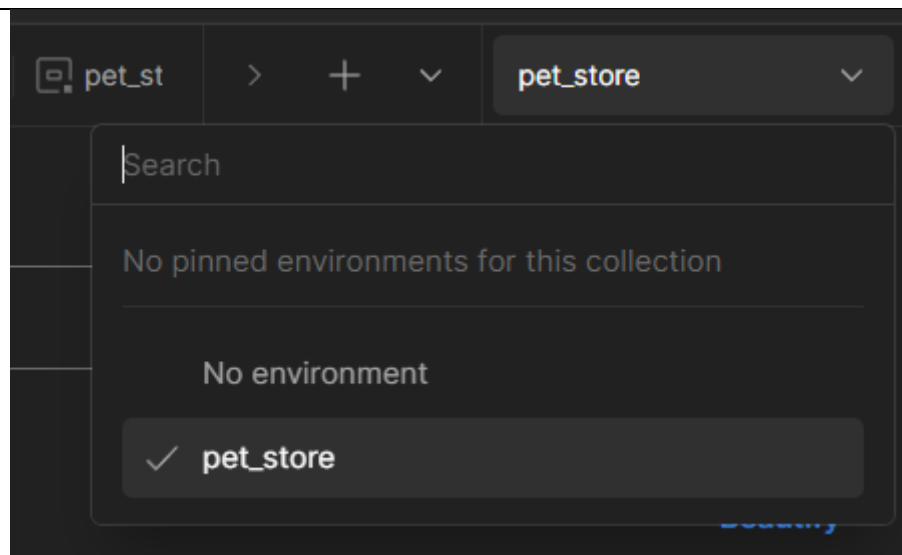 pet_st
pet_store
Search
No pinned environments for this collection
No environment
pet_store